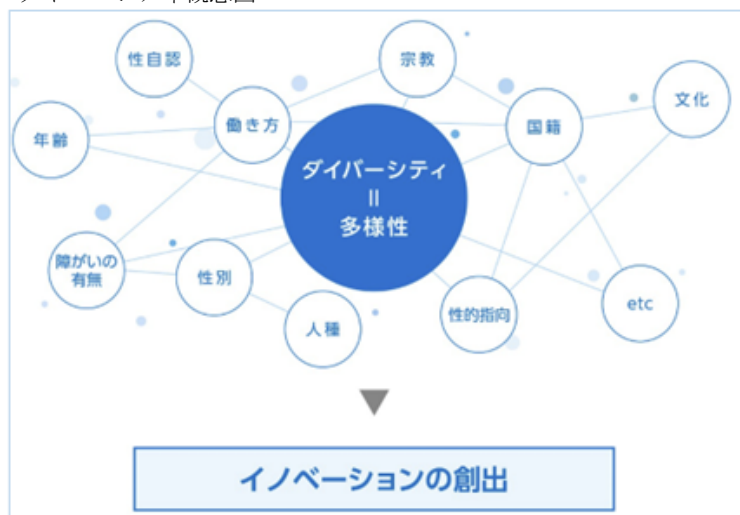 性自認
宗教
文化
働き方
国籍
年齢
ダイバーシティ
＝
多様性
障がいの
有無
性別
人種
性的指向
etc
イノベーションの創出